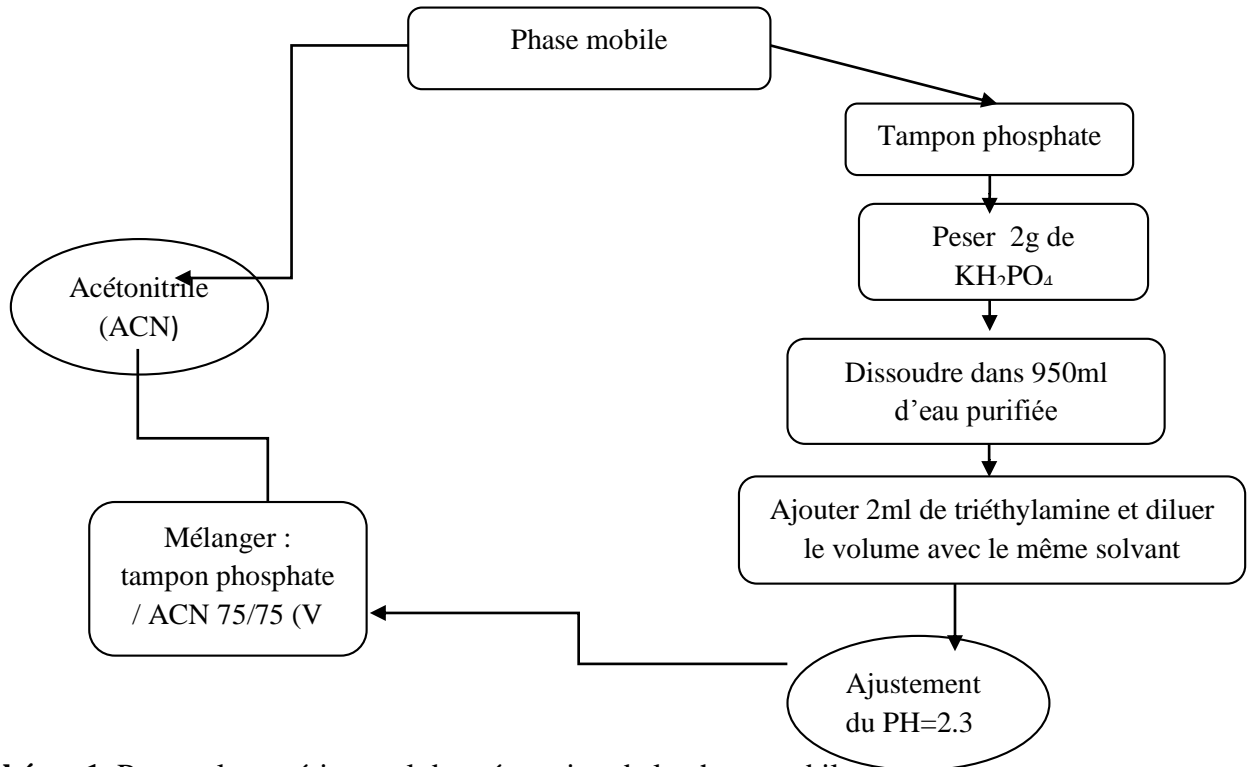 Phase mobile
Tampon phosphate
Peser 2g de
KH₂PO₄
Dissoudre dans 950ml
d’eau purifiée
Ajouter 2ml de triéthylamine et diluer
le volume avec le même solvant
Ajustement
du PH=2.3
Acétonitrile
(ACN)
Mélanger :
tampon phosphate
/ ACN 75/75 (V